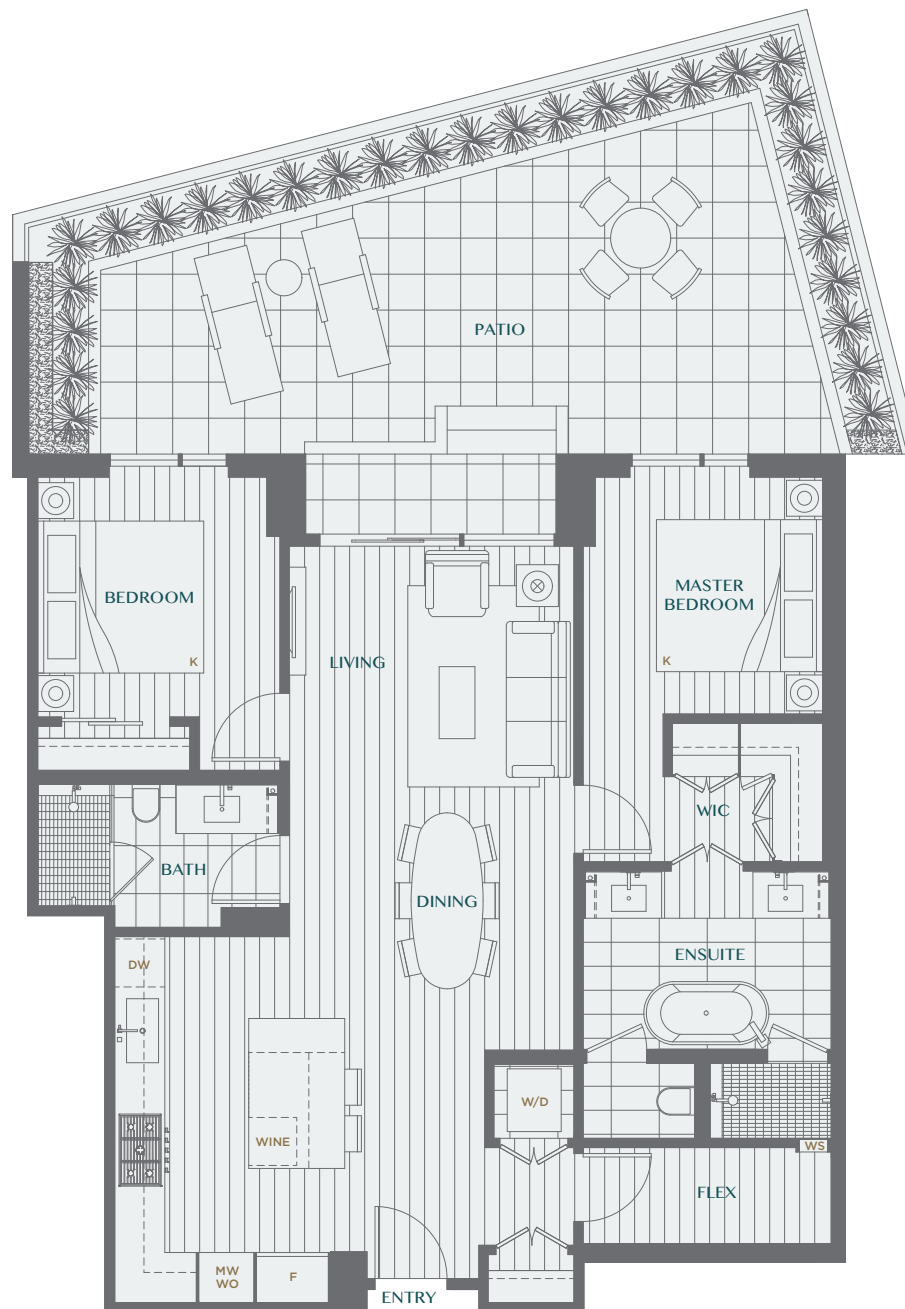 PATIO
BEDROOM
K
LIVING
MASTER
BEDROOM
K
WIC
BATH
DINING
ENSUITE
DW
WINE
W/D
WS
FLEX
MW
WO
F
ENTRY